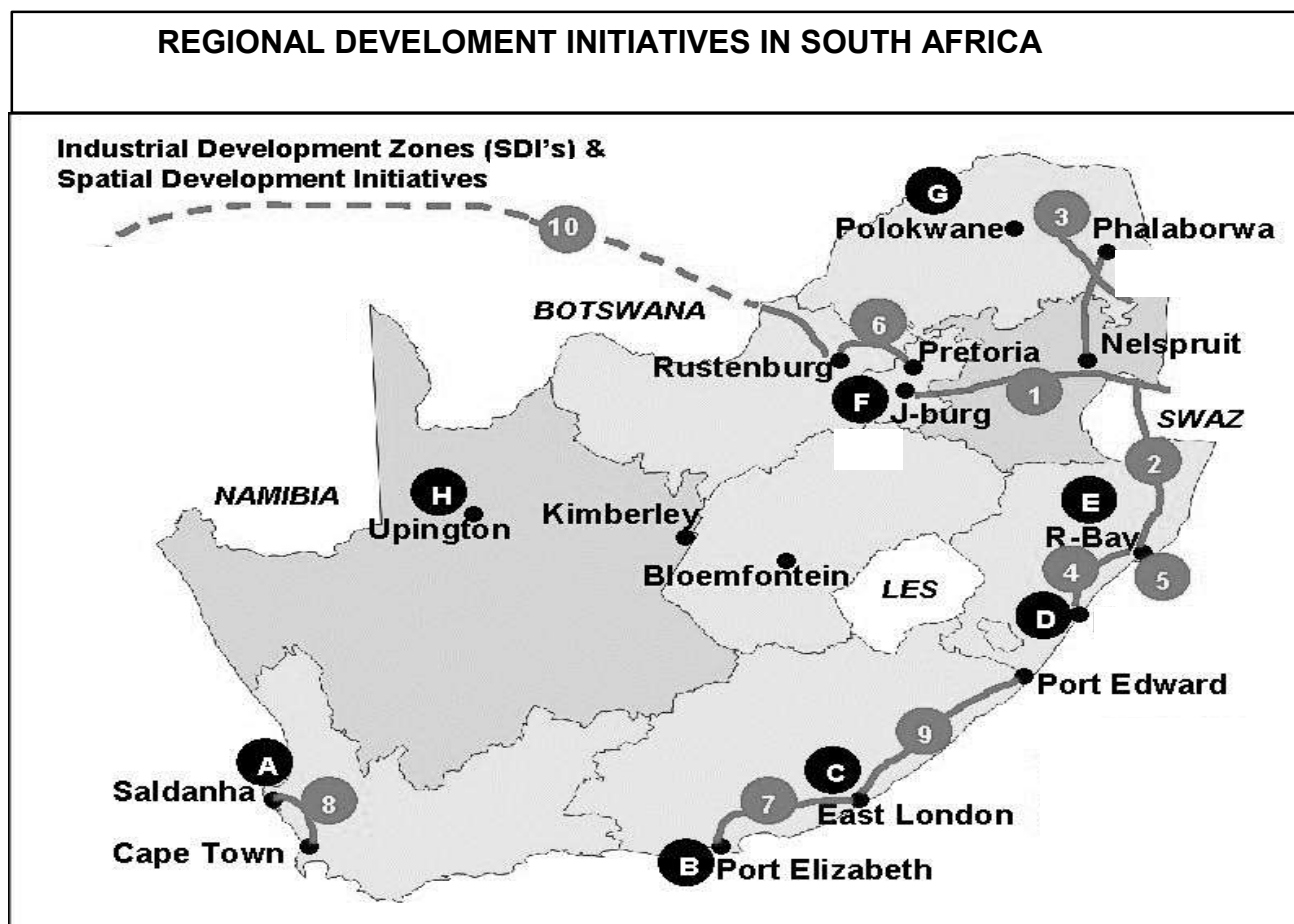 REGIONAL DEVELOMENT INITIATIVES IN SOUTH AFRICA
Industrial Development Zones (SDI's) &
Spatial Development Initiatives
10
G
3
Polokwane
Phalaborwa
BOTSWANA
6
Rustenburg
Pretoria
Nelspruit
F
J-burg
1
SWAZ
2
NAMIBIA
H
Upington
Kimberley
E
R-Bay
Bloemfontein
LES
4
5
D
Port Edward
9
A
C
Saldanha
8
7
East London
Cape Town
B
Port Elizabeth